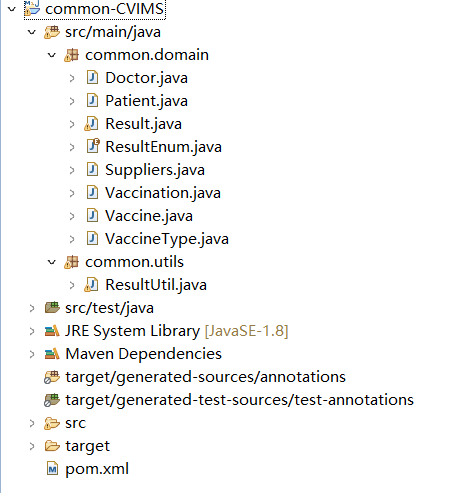 common-CVIMS
src/main/java
common.domain
Doctor.java
Patient.java
Result.java
ResultEnum.java
Suppliers.java
Vaccination.java
Vaccine.java
VaccineType.java
common.utils
ResultUtil.java
src/test/java
JRE System Library [JavaSE-1.8]
Maven Dependencies
target/generated-sources/annotations
target/generated-test-sources/test-annotations
src
target
pom.xml